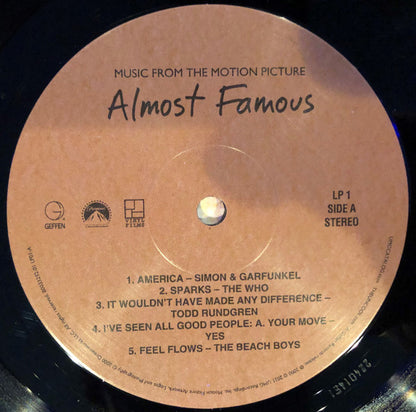 MUSIC FROM THE MOTION PICTURE
Almost Famous
G
GEFFEN
VINYL
FILMS
LP 1
SIDE A
STEREO
1. AMERICA – SIMON & GARFUNKEL
2. SPARKS – THE WHO
3. IT WOULDN'T HAVE MADE ANY DIFFERENCE –
TODD RUNDGREN
4. I'VE SEEN ALL GOOD PEOPLE: A. YOUR MOVE –
YES
5. FEEL FLOWS – THE BEACH BOYS